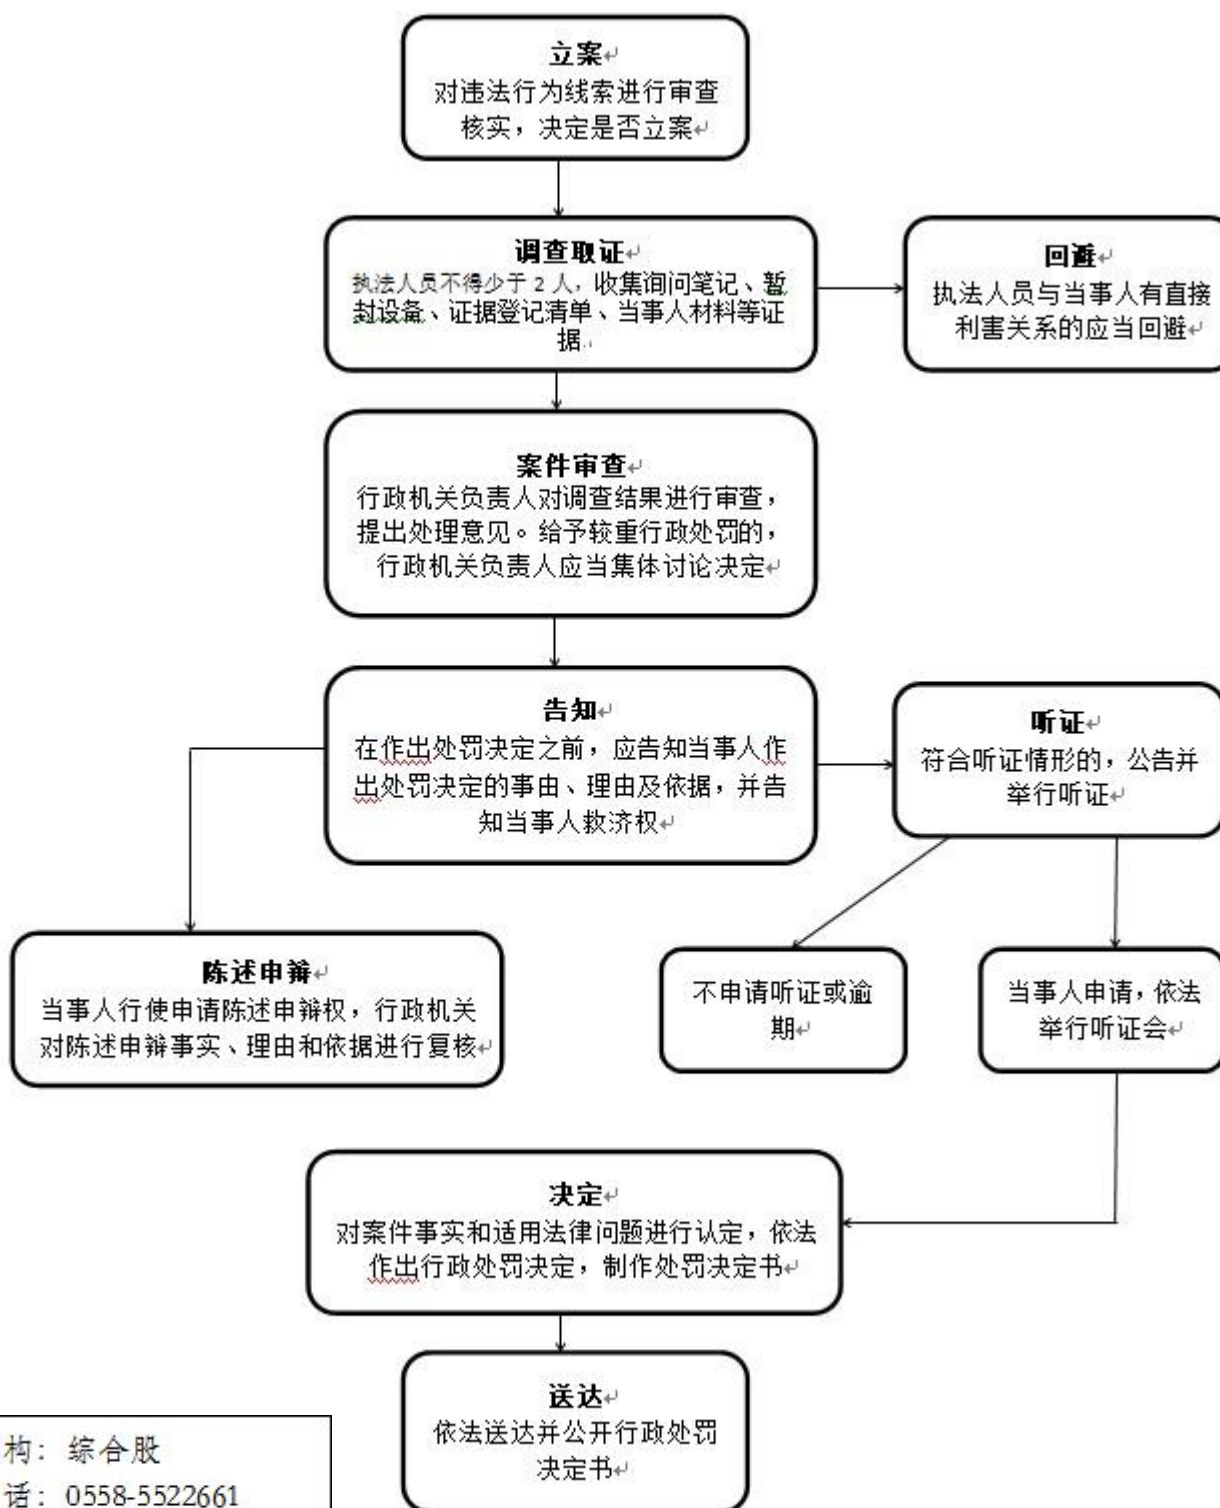 立案
对违法行为线索进行审查
核实，决定是否立案
调查取证
执法人员不得少于 2 人，收集询问笔记、暂
封设备、证据登记清单、当事人材料等证
据.
回避
执法人员与当事人有直接
利害关系的应当回避
案件审查
行政机关负责人对调查结果进行审查，
提出处理意见。给予较重行政处罚的，
行政机关负责人应当集体讨论决定
告知
在作出处罚决定之前，应告知当事人作
出处罚决定的事由、理由及依据，并告
知当事人救济权
听证
符合听证情形的，公告并
举行听证
陈述申辩
当事人行使申请陈述申辩权，行政机关
对陈述申辩事实、理由和依据进行复核
不申请听证或逾
期
当事人申请，依法
举行听证会
决定
对案件事实和适用法律问题进行认定，依法
作出行政处罚决定，制作处罚决定书
送达
依法送达并公开行政处罚
决定书
构：综合股
话：0558-5522661